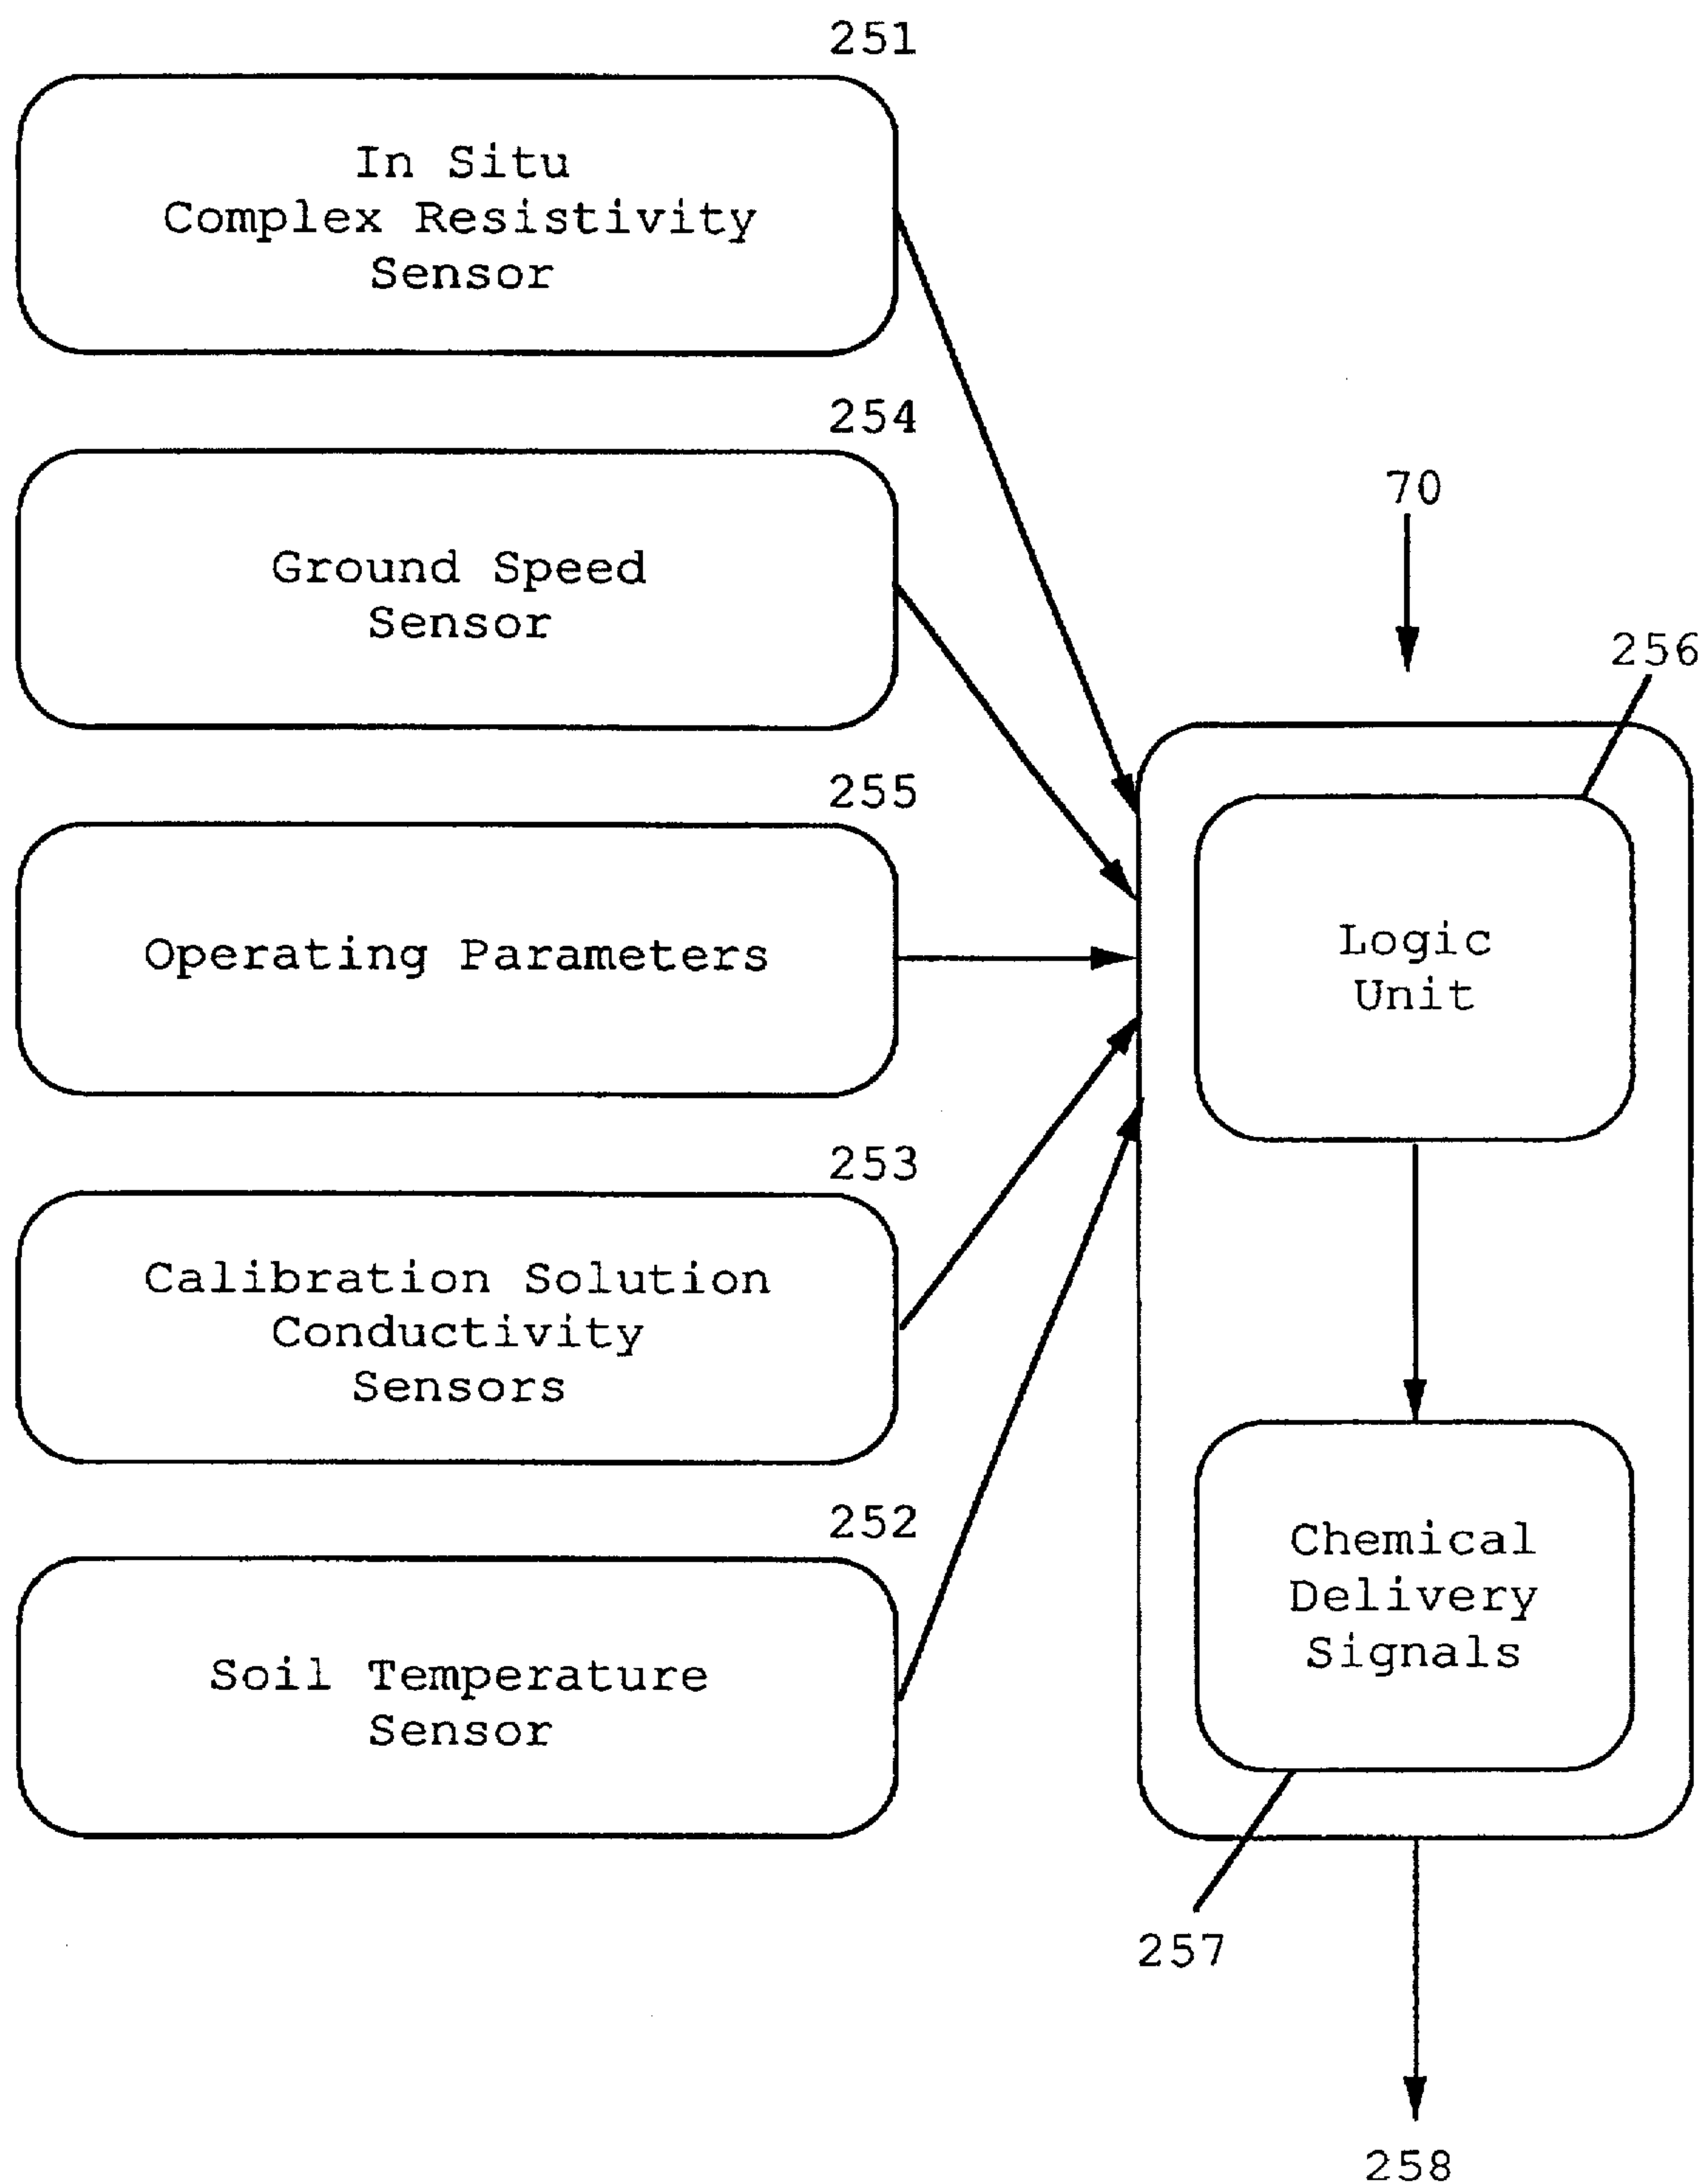 251
In Situ
Complex Resistivity
Sensor
254
Ground Speed
Sensor
255
Operating Parameters
253
Calibration Solution
Conductivity
Sensors
252
Soil Temperature
Sensor
70
256
Logic
Unit
Chemical
Delivery
Signals
257
258